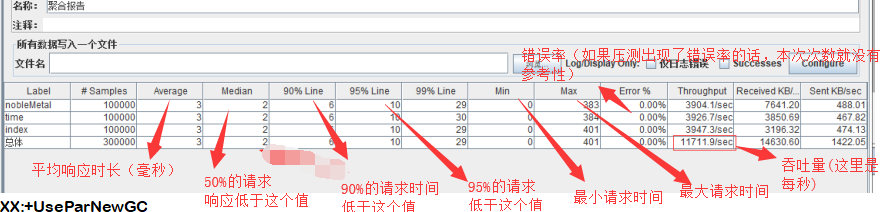 名称： 聚合报告
注释：
所有数据写入一个文件
文件名 Log/Display Only: 仅日志错误 Successes Configure
错误率（如果压测出现了错误率的话，本次次数就没有
参考性）
Label # Samples Average Median 90% Line 95% Line 99% Line Min Max Error % Throughput Received KB/... Sent KB/sec
nobleMetal 100000 3 2 6 10 29 0 383 0.00% 3904.1/sec 7641.20 488.01
time 100000 3 2 6 10 30 0 384 0.00% 3926.7/sec 3850.69 467.82
index 100000 3 2 6 10 29 0 401 0.00% 3947.3/sec 3196.32 474.13
总体 300000 3 2 6 10 29 0 401 0.00% 11711.9/sec 14630.60 1422.05
平均响应时长（毫秒）
50%的请求
响应低于这个值
90%的请求时间
低于这个值
95%的请求
低于这个值
最小请求时间
最大请求时间
吞吐量(这里是
每秒)
XX:+UseParNewGC